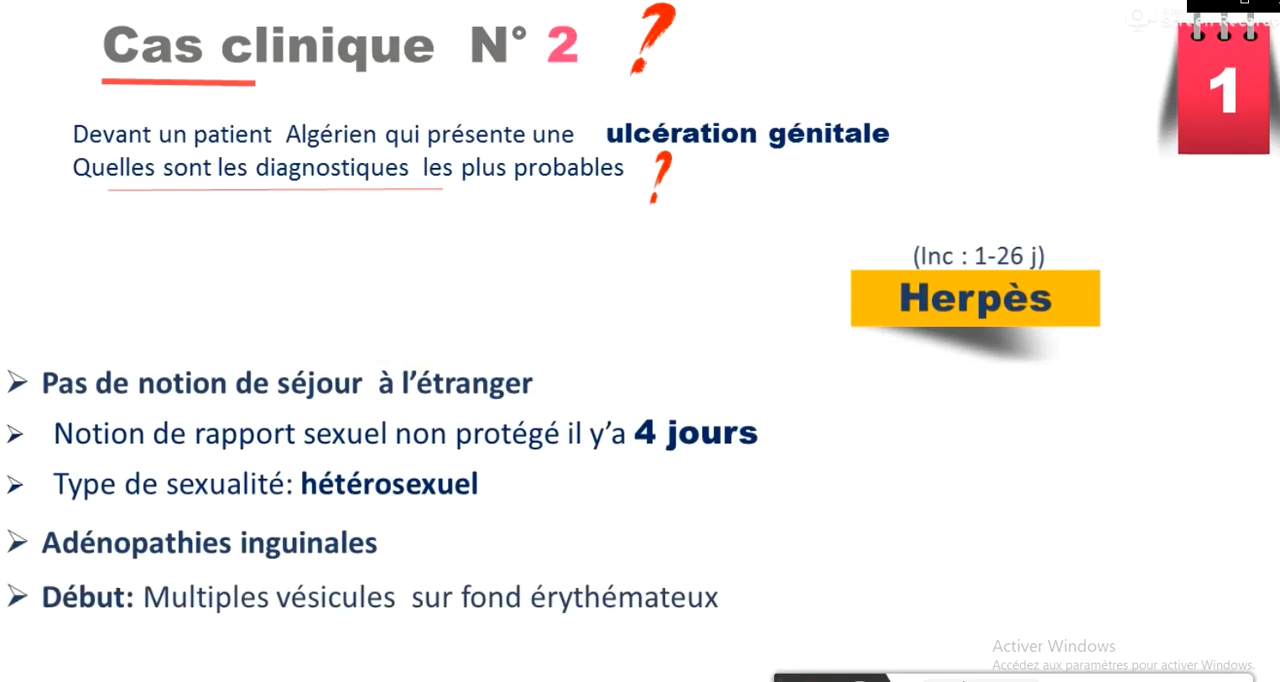 Cas clinique N° 2 ?
1
Devant un patient Algérien qui présente une ulcération génitale
Quelles sont les diagnostiques les plus probables ?
(Inc : 1-26 j)
Herpès
Pas de notion de séjour à l'étranger
Notion de rapport sexuel non protégé il y'a 4 jours
Type de sexualité: hétérosexuel
Adénopathies inguinales
Début: Multiples vésicules sur fond érythémateux
Activer Windows
Accédez aux paramètres pour activer Windows.